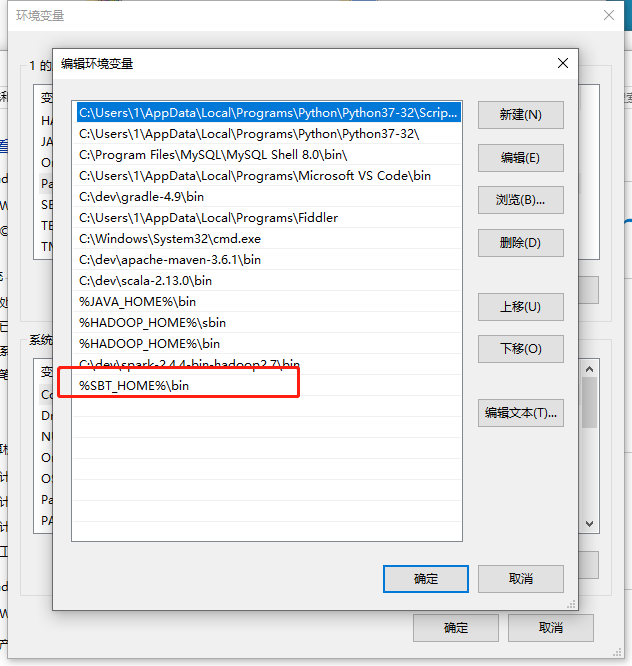 环境变量
1 的
变
HA
JA
Or
Pa
SB
TE
TM
系统
变
Co
Dr
NU
Or
OS
Pa
PA
编辑环境变量
C:\Users\1\AppData\Local\Programs\Python\Python37-32\Scrip...
C:\Users\1\AppData\Local\Programs\Python\Python37-32\
C:\Program Files\MySQL\MySQL Shell 8.0\bin\
C:\Users\1\AppData\Local\Programs\Microsoft VS Code\bin
C:\dev\gradle-4.9\bin
C:\Users\1\AppData\Local\Programs\Fiddler
C:\Windows\System32\cmd.exe
C:\dev\apache-maven-3.6.1\bin
C:\dev\scala-2.13.0\bin
%JAVA_HOME%\bin
%HADOOP_HOME%\sbin
%HADOOP_HOME%\bin
C:\dev\spark-2.4.4-bin-hadoop2.7\bin
%SBT_HOME%\bin
新建(N)
编辑(E)
浏览(B)...
删除(D)
上移(U)
下移(O)
编辑文本(T)...
确定
取消
确定
取消